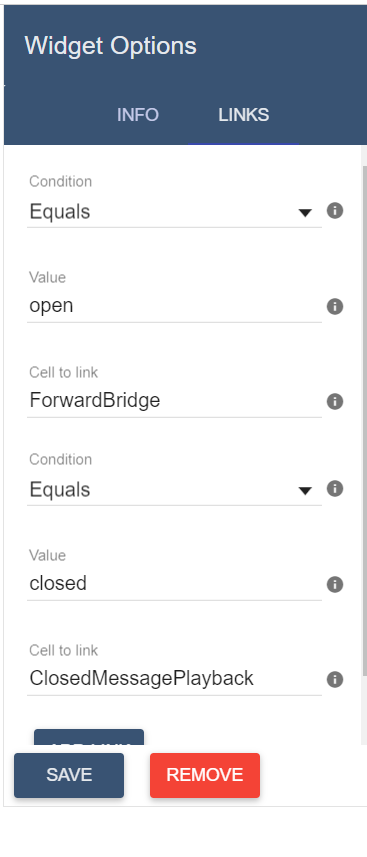 Widget Options
INFO LINKS
Condition
Equals
Value
open
Cell to link
ForwardBridge
Condition
Equals
Value
closed
Cell to link
ClosedMessagePlayback
SAVE REMOVE